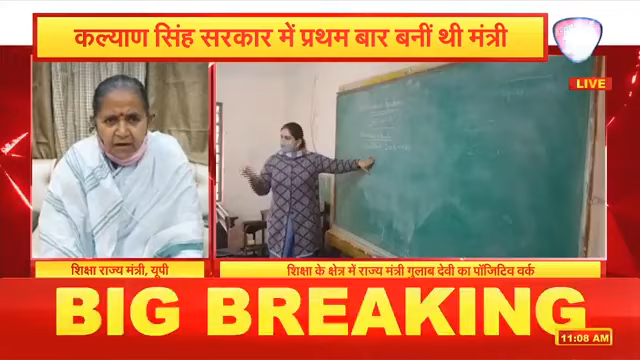 कल्याण सिंह सरकार में प्रथम बार बनीं थी मंत्री
LIVE
शिक्षा राज्य मंत्री, यूपी
शिक्षा के क्षेत्र में राज्य मंत्री गुलाब देवी का पॉजिटिव वर्क
BIG BREAKING
11:08 AM